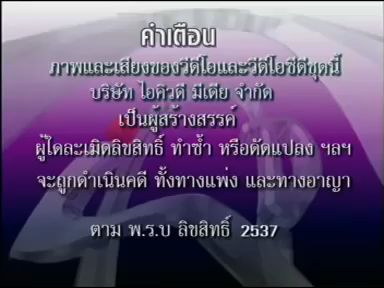 คำเตือน
ภาพและเสียงของวีดีโอและวีดีโอซีดีชุดนี้
บริษัท ไอคิวดี มีเดีย จำกัด
เป็นผู้สร้างสรรค์
ผู้ใดละเมิดลิขสิทธิ์ ทำซ้ำ หรือดัดแปลง ฯลฯ
จะถูกดำเนินคดี ทั้งทางแพ่ง และทางอาญา
ตาม พ.ร.บ ลิขสิทธิ์ 2537